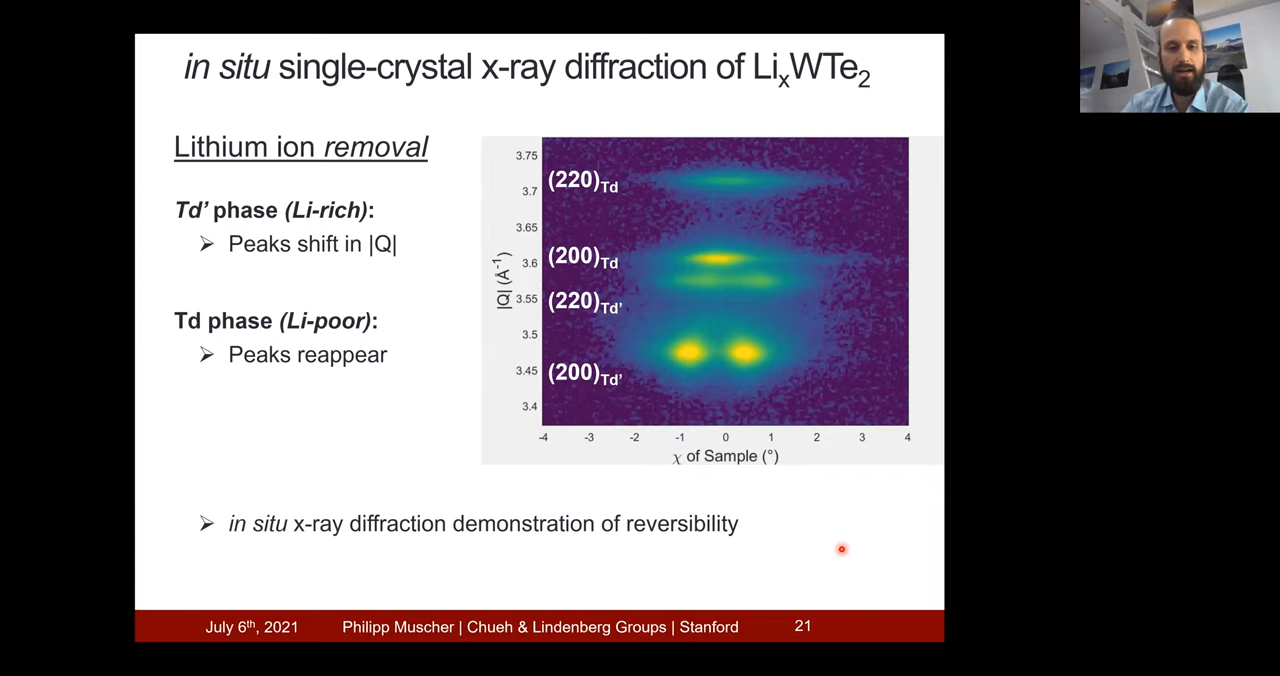 in situ single-crystal x-ray diffraction of LixWTe2
Lithium ion removal
Td’ phase (Li-rich):
➢ Peaks shift in |Q|
Td phase (Li-poor):
➢ Peaks reappear
|Q| (Å-1)
3.75
3.7
3.65
3.6
3.55
3.5
3.45
3.4
(220)Td
(200)Td
(220)Td’
(200)Td’
-4 -3 -2 -1 0 1 2 3 4
χ of Sample (°)
➢ in situ x-ray diffraction demonstration of reversibility
July 6th, 2021 Philipp Muscher | Chueh & Lindenberg Groups | Stanford 21